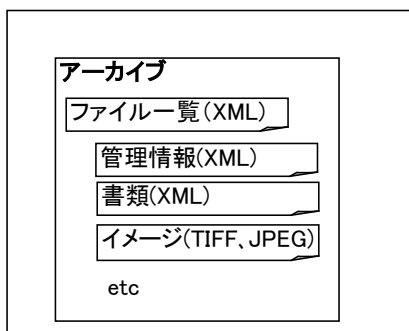 アーカイブ
ファイル一覧(XML)
管理情報(XML)
書類(XML)
イメージ(TIFF、JPEG)
etc